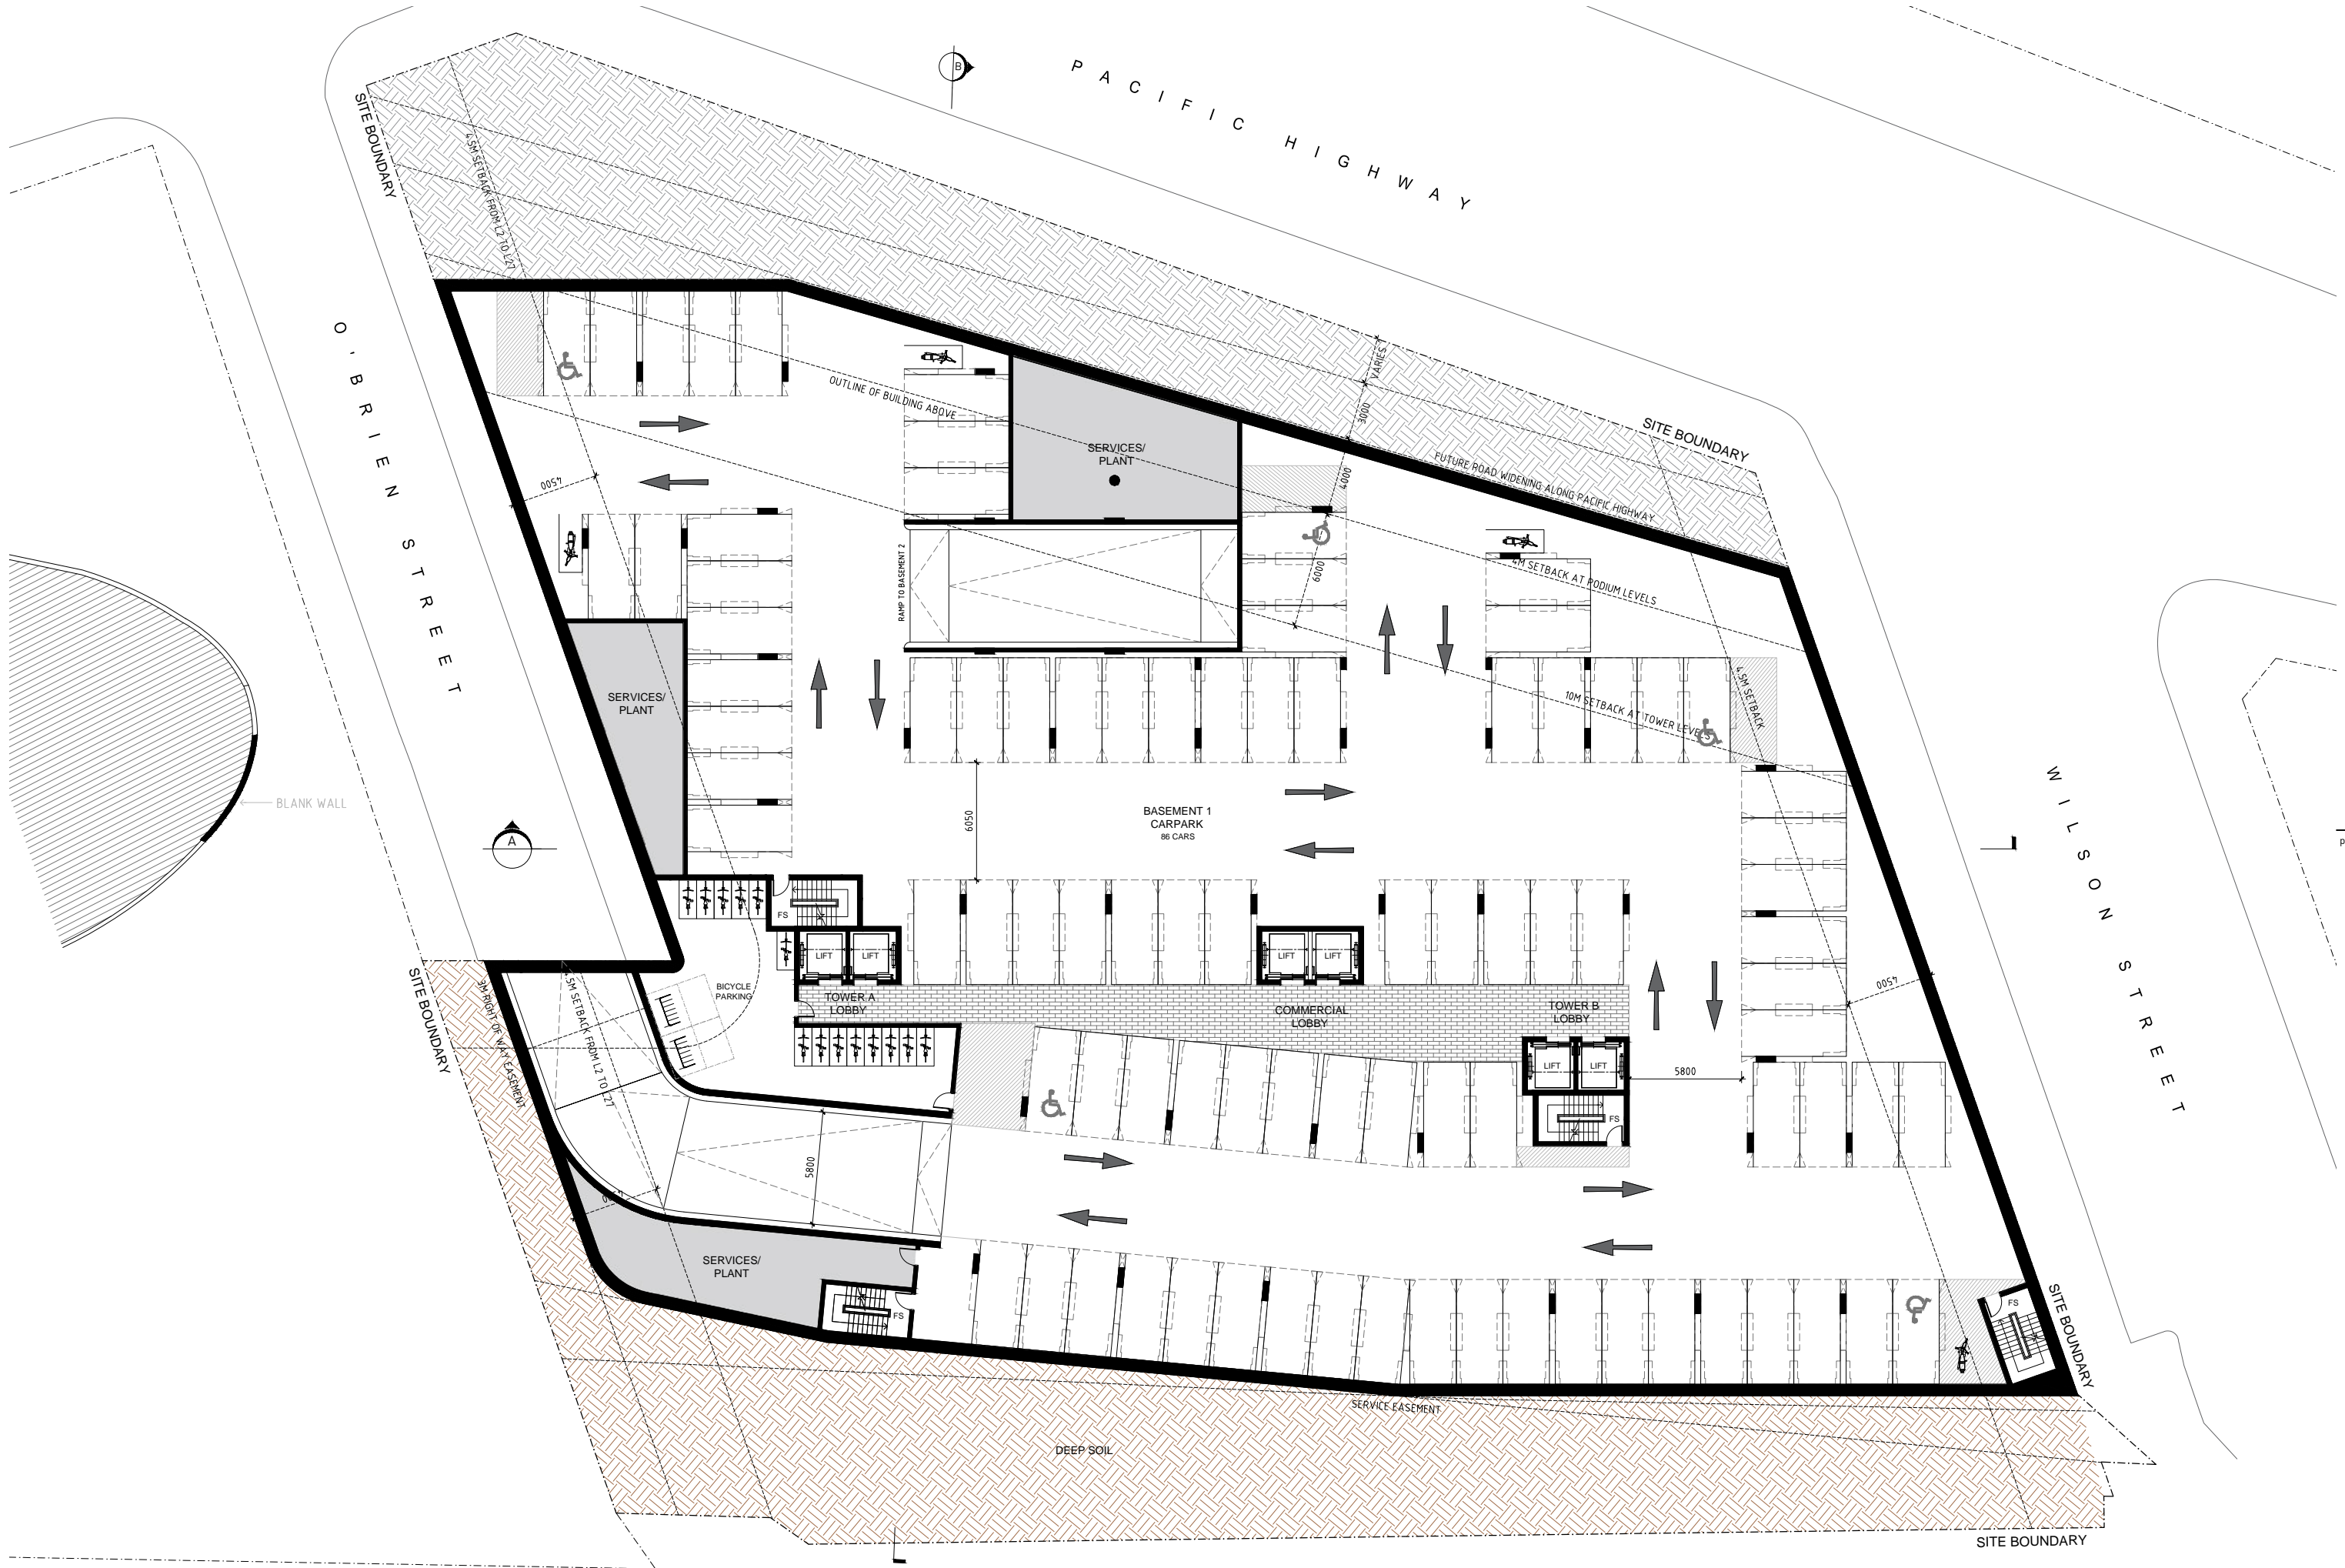 B
PACIFIC HIGHWAY
SITE BOUNDARY
4.5M SETBACK FROM L2 TO L27
O'BRIEN STREET
OUTLINE OF BUILDING ABOVE
VARIES
3000
SITE BOUNDARY
SERVICES/
PLANT
4000
FUTURE ROAD WIDENING ALONG PACIFIC HIGHWAY
4500
RAMP TO BASEMENT 2
6000
4M SETBACK AT PODIUM LEVELS
SERVICES/
PLANT
10M SETBACK AT TOWER LEVELS
4.5M SETBACK
BLANK WALL
A
6050
BASEMENT 1
CARPARK
86 CARS
WILSON STREET
P
FS
LIFT
LIFT
LIFT
LIFT
SITE BOUNDARY
3M RIGHT OF WAY EASEMENT
4.5M SETBACK FROM L2 TO L27
BICYCLE
PARKING
TOWER A
LOBBY
COMMERCIAL
LOBBY
TOWER B
LOBBY
4500
LIFT
LIFT
5800
FS
5800
SERVICES/
PLANT
FS
FS
SITE BOUNDARY
SERVICE EASEMENT
DEEP SOIL
SITE BOUNDARY